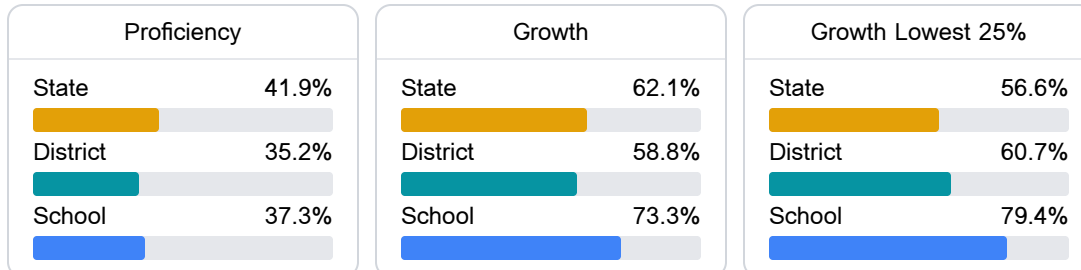 Proficiency
State 41.9%
District 35.2%
School 37.3%
Growth
State 62.1%
District 58.8%
School 73.3%
Growth Lowest 25%
State 56.6%
District 60.7%
School 79.4%